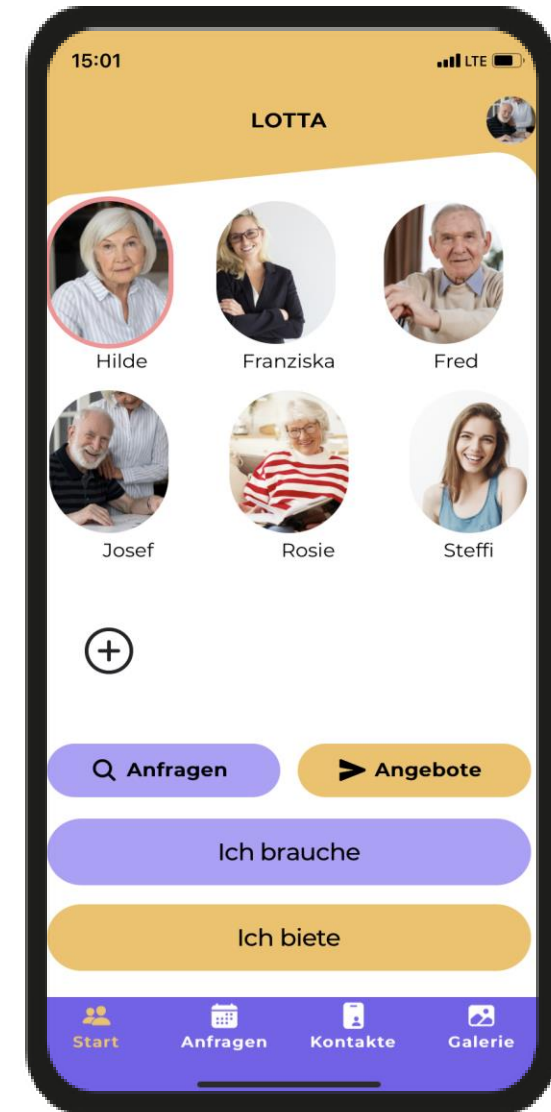 15:01 LTE
LOTTA
Hilde Franziska Fred
Josef Rosie Steffi
Anfragen Angebote
Ich brauche
Ich biete
Start Anfragen Kontakte Galerie